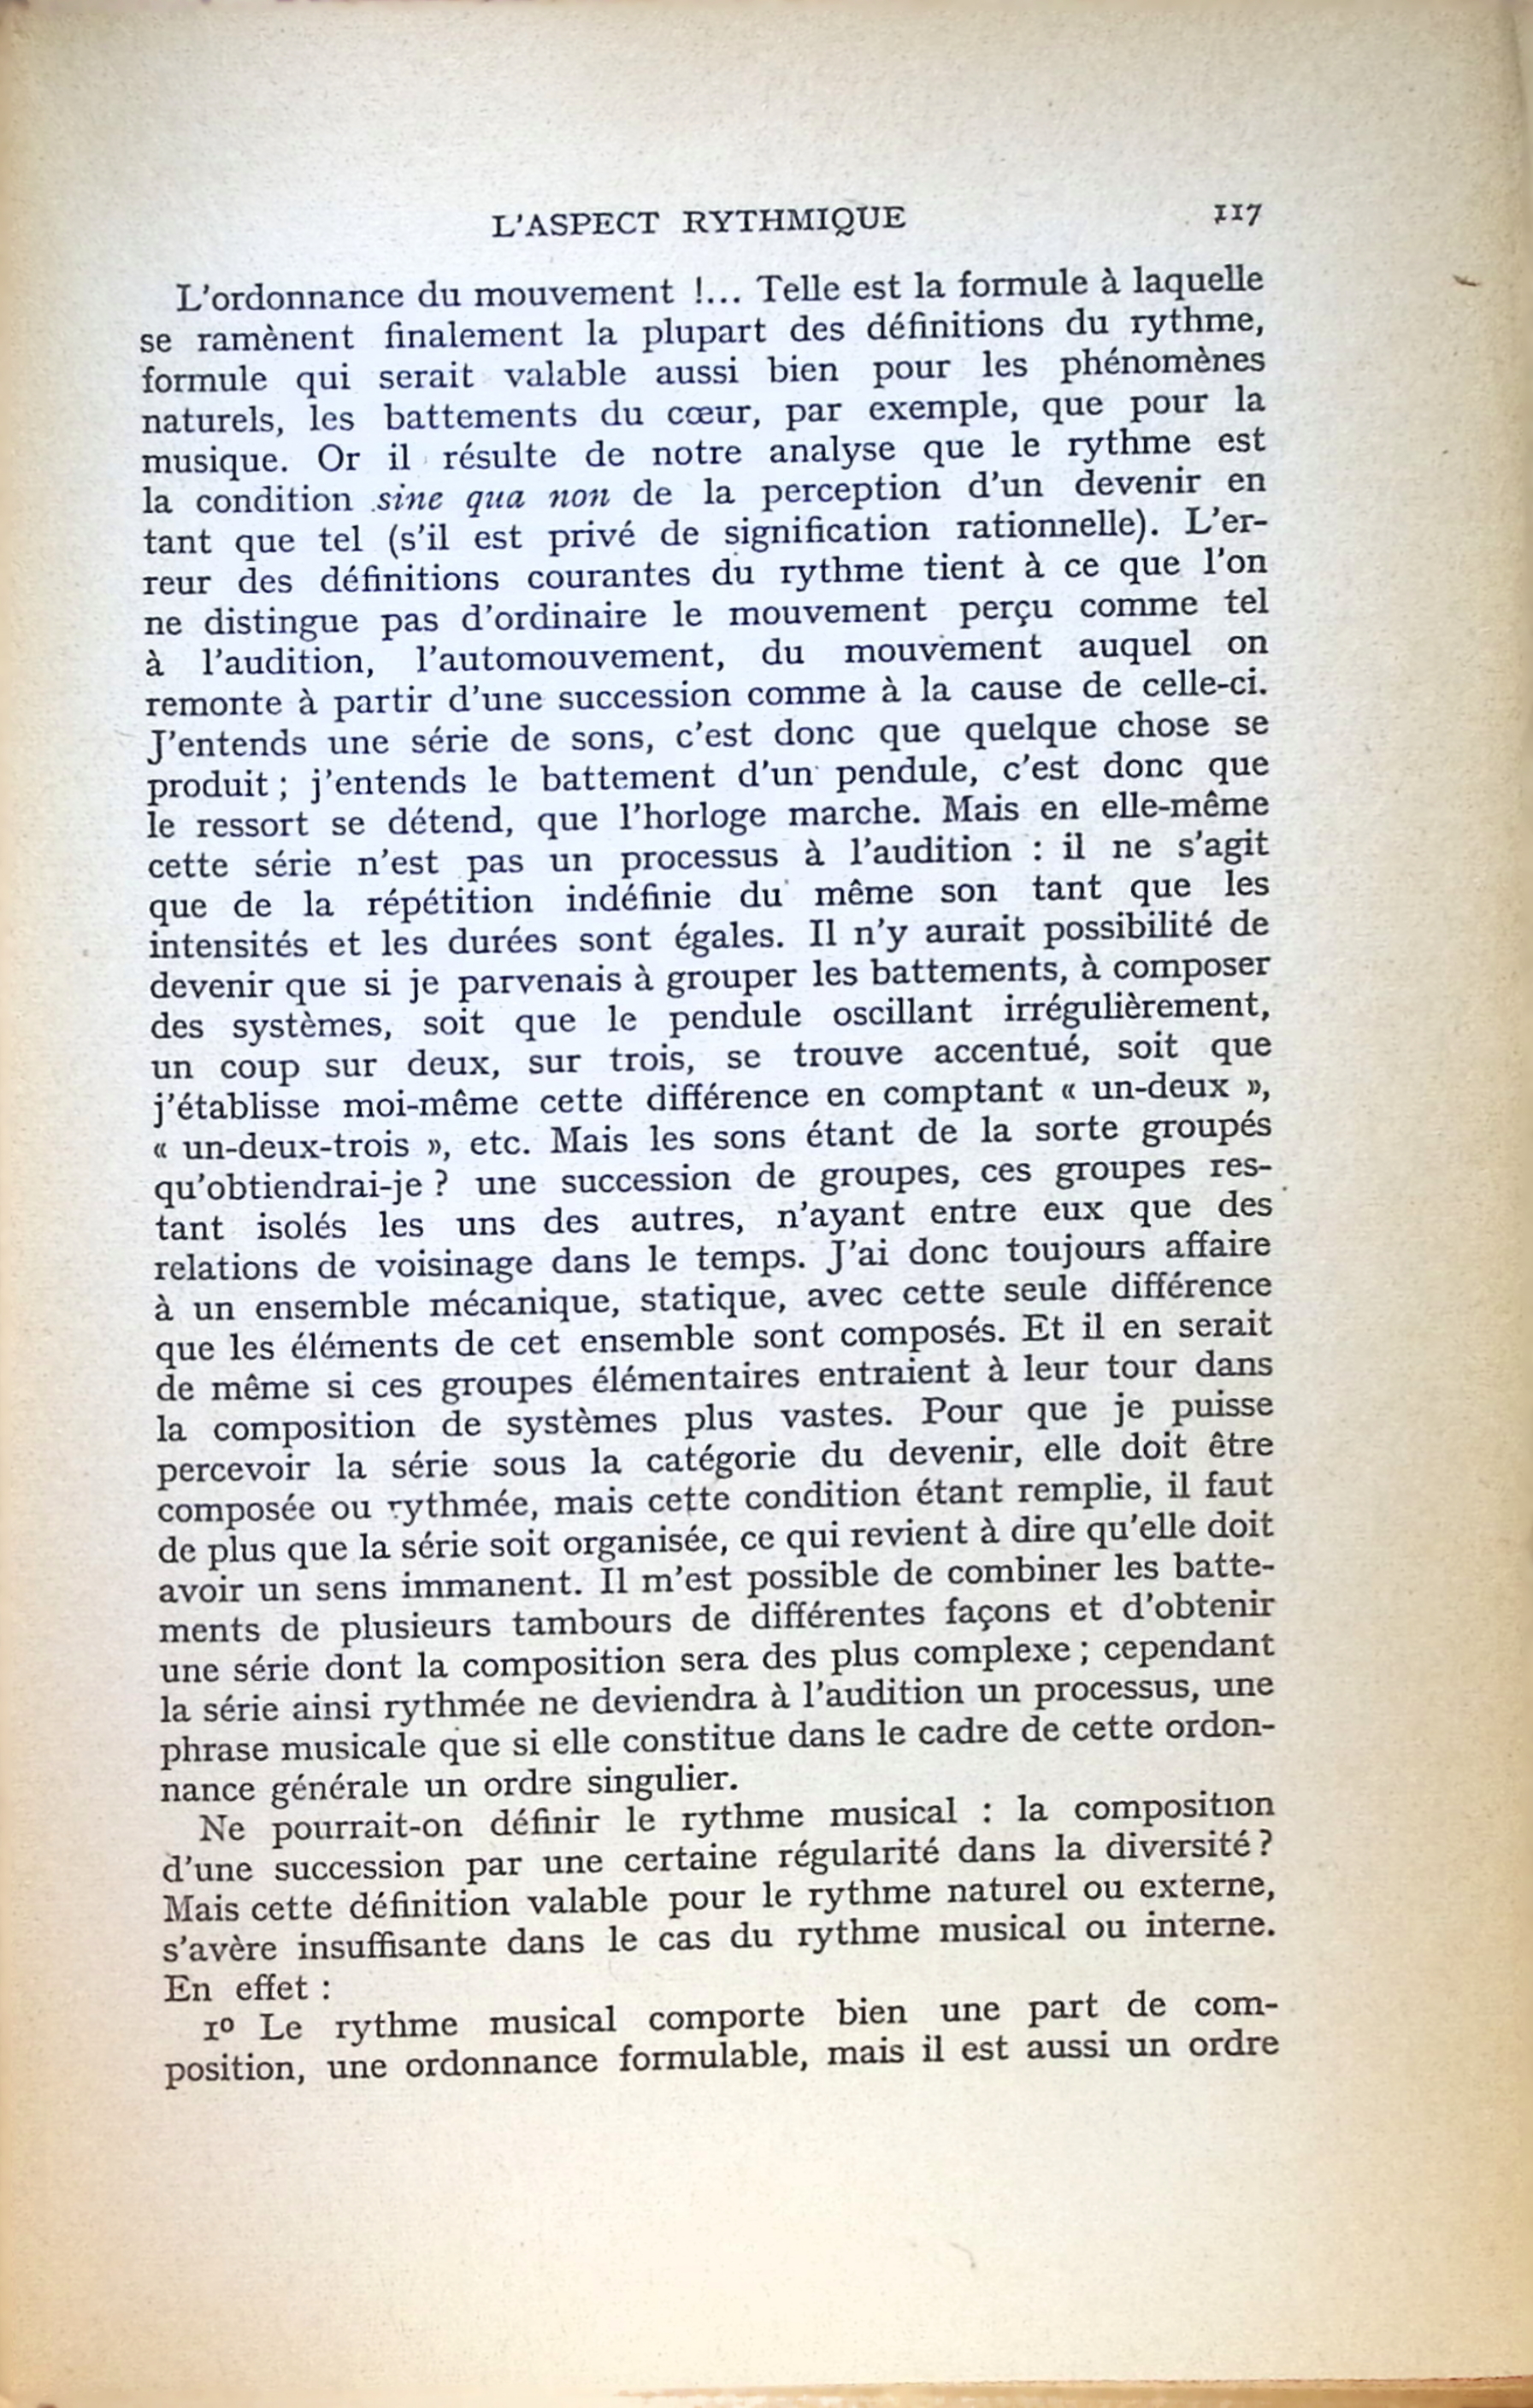 L'ASPECT RYTHMIQUE 117
L'ordonnance du mouvement !... Telle est la formule à laquelle
se ramènent finalement la plupart des définitions du rythme,
formule qui serait valable aussi bien pour les phénomènes
naturels, les battements du cœur, par exemple, que pour la
musique. Or il résulte de notre analyse que le rythme est
la condition sine qua non de la perception d'un devenir en
tant que tel (s'il est privé de signification rationnelle). L'er-
reur des définitions courantes du rythme tient à ce que l'on
ne distingue pas d'ordinaire le mouvement perçu comme tel
à l'audition, l'automouvement, du mouvement auquel on
remonte à partir d'une succession comme à la cause de celle-ci.
J'entends une série de sons, c'est donc que quelque chose se
produit ; j'entends le battement d'un pendule, c'est donc que
le ressort se détend, que l'horloge marche. Mais en elle-même
cette série n'est pas un processus à l'audition : il ne s'agit
que de la répétition indéfinie du même son tant que les
intensités et les durées sont égales. Il n'y aurait possibilité de
devenir que si je parvenais à grouper les battements, à composer
des systèmes, soit que le pendule oscillant irrégulièrement,
un coup sur deux, sur trois, se trouve accentué, soit que
j'établisse moi-même cette différence en comptant « un-deux »,
« un-deux-trois », etc. Mais les sons étant de la sorte groupés
qu'obtiendrai-je ? une succession de groupes, ces groupes res-
tant isolés les uns des autres, n'ayant entre eux que des
relations de voisinage dans le temps. J'ai donc toujours affaire
à un ensemble mécanique, statique, avec cette seule différence
que les éléments de cet ensemble sont composés. Et il en serait
de même si ces groupes élémentaires entraient à leur tour dans
la composition de systèmes plus vastes. Pour que je puisse
percevoir la série sous la catégorie du devenir, elle doit être
composée ou rythmée, mais cette condition étant remplie, il faut
de plus que la série soit organisée, ce qui revient à dire qu'elle doit
avoir un sens immanent. Il m'est possible de combiner les batte-
ments de plusieurs tambours de différentes façons et d'obtenir
une série dont la composition sera des plus complexe ; cependant
la série ainsi rythmée ne deviendra à l'audition un processus, une
phrase musicale que si elle constitue dans le cadre de cette ordon-
nance générale un ordre singulier.
Ne pourrait-on définir le rythme musical : la composition
d'une succession par une certaine régularité dans la diversité ?
Mais cette définition valable pour le rythme naturel ou externe,
s'avère insuffisante dans le cas du rythme musical ou interne.
En effet :
1º Le rythme musical comporte bien une part de com-
position, une ordonnance formulable, mais il est aussi un ordre